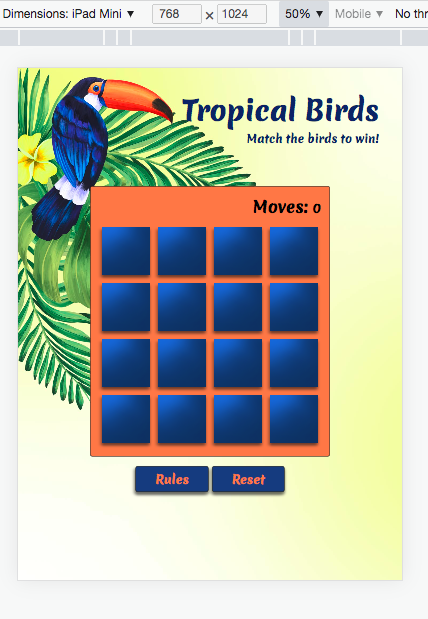 Dimensions: iPad Mini ▼ 768 × 1024 50% ▼ Mobile ▼ No thr
Tropical Birds
Match the birds to win!
Moves: 0
Rules Reset